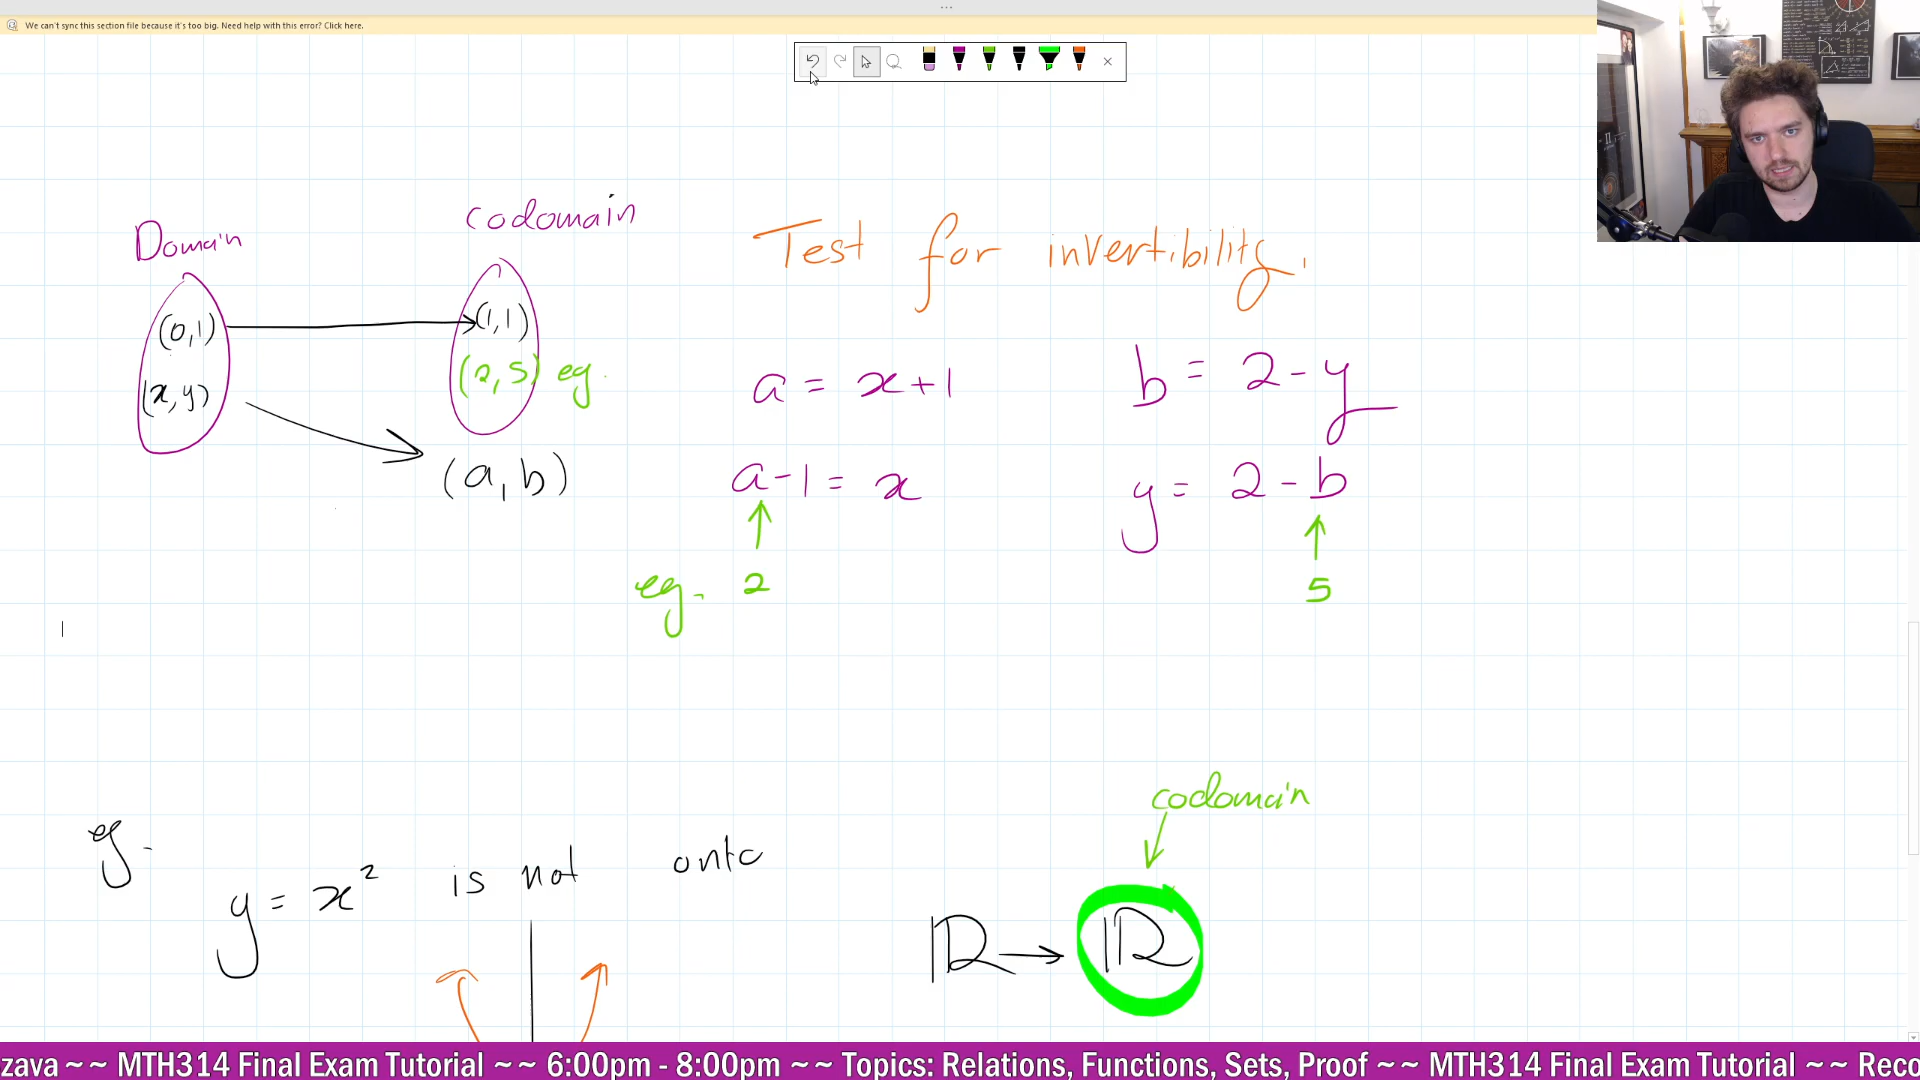 We can't sync this section file because it's too big. Need help with this error? Click here.
Domain
codomain
Test for invertibility.
(0,1)
(1,1)
(2,5) eg.
(x,y)
(a,b)
a = x+1
b = 2-y
a-1 = x
y = 2-b
eg. 2
5
codomain
eg.
y = x² is not onto
ℝ → ℝ
zava ~~ MTH314 Final Exam Tutorial ~~ 6:00pm - 8:00pm ~~ Topics: Relations, Functions, Sets, Proof ~~ MTH314 Final Exam Tutorial ~~ Reco